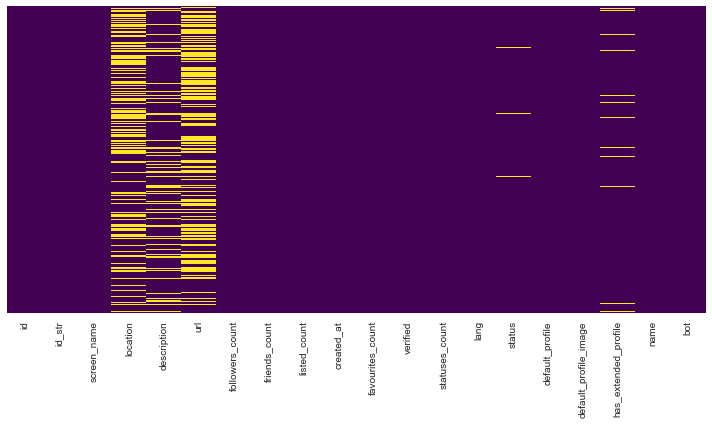 id
id_str
screen_name
location
description
url
followers_count
friends_count
listed_count
created_at
favourites_count
verified
statuses_count
lang
status
default_profile
default_profile_image
has_extended_profile
name
bot